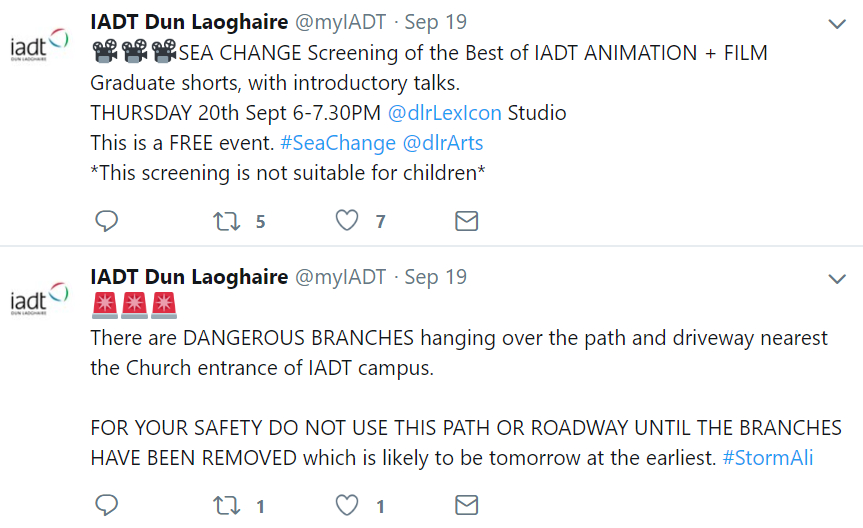 IADT Dun Laoghaire @myIADT · Sep 19
iadt
DUN LAOGHAIRE
SEA CHANGE Screening of the Best of IADT ANIMATION + FILM
Graduate shorts, with introductory talks.
THURSDAY 20th Sept 6-7.30PM @dlrLexIcon Studio
This is a FREE event. #SeaChange @dlrArts
*This screening is not suitable for children*
5 7
IADT Dun Laoghaire @myIADT · Sep 19
iadt
DUN LAOGHAIRE
There are DANGEROUS BRANCHES hanging over the path and driveway nearest
the Church entrance of IADT campus.
FOR YOUR SAFETY DO NOT USE THIS PATH OR ROADWAY UNTIL THE BRANCHES
HAVE BEEN REMOVED which is likely to be tomorrow at the earliest. #StormAli
1 1